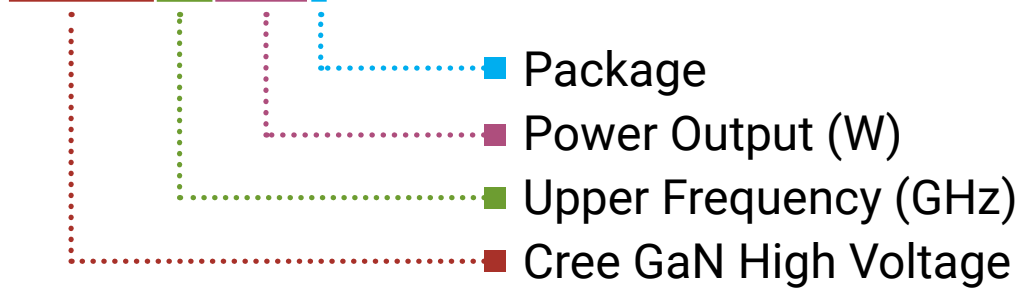 Package
Power Output (W)
Upper Frequency (GHz)
Cree GaN High Voltage